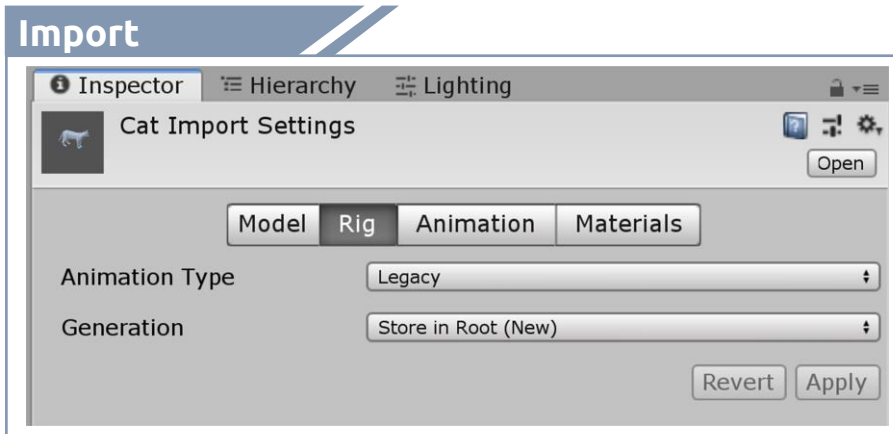 Import
Inspector Hierarchy Lighting
Cat Import Settings
Open
Model Rig Animation Materials
Animation Type Legacy
Generation Store in Root (New)
Revert Apply